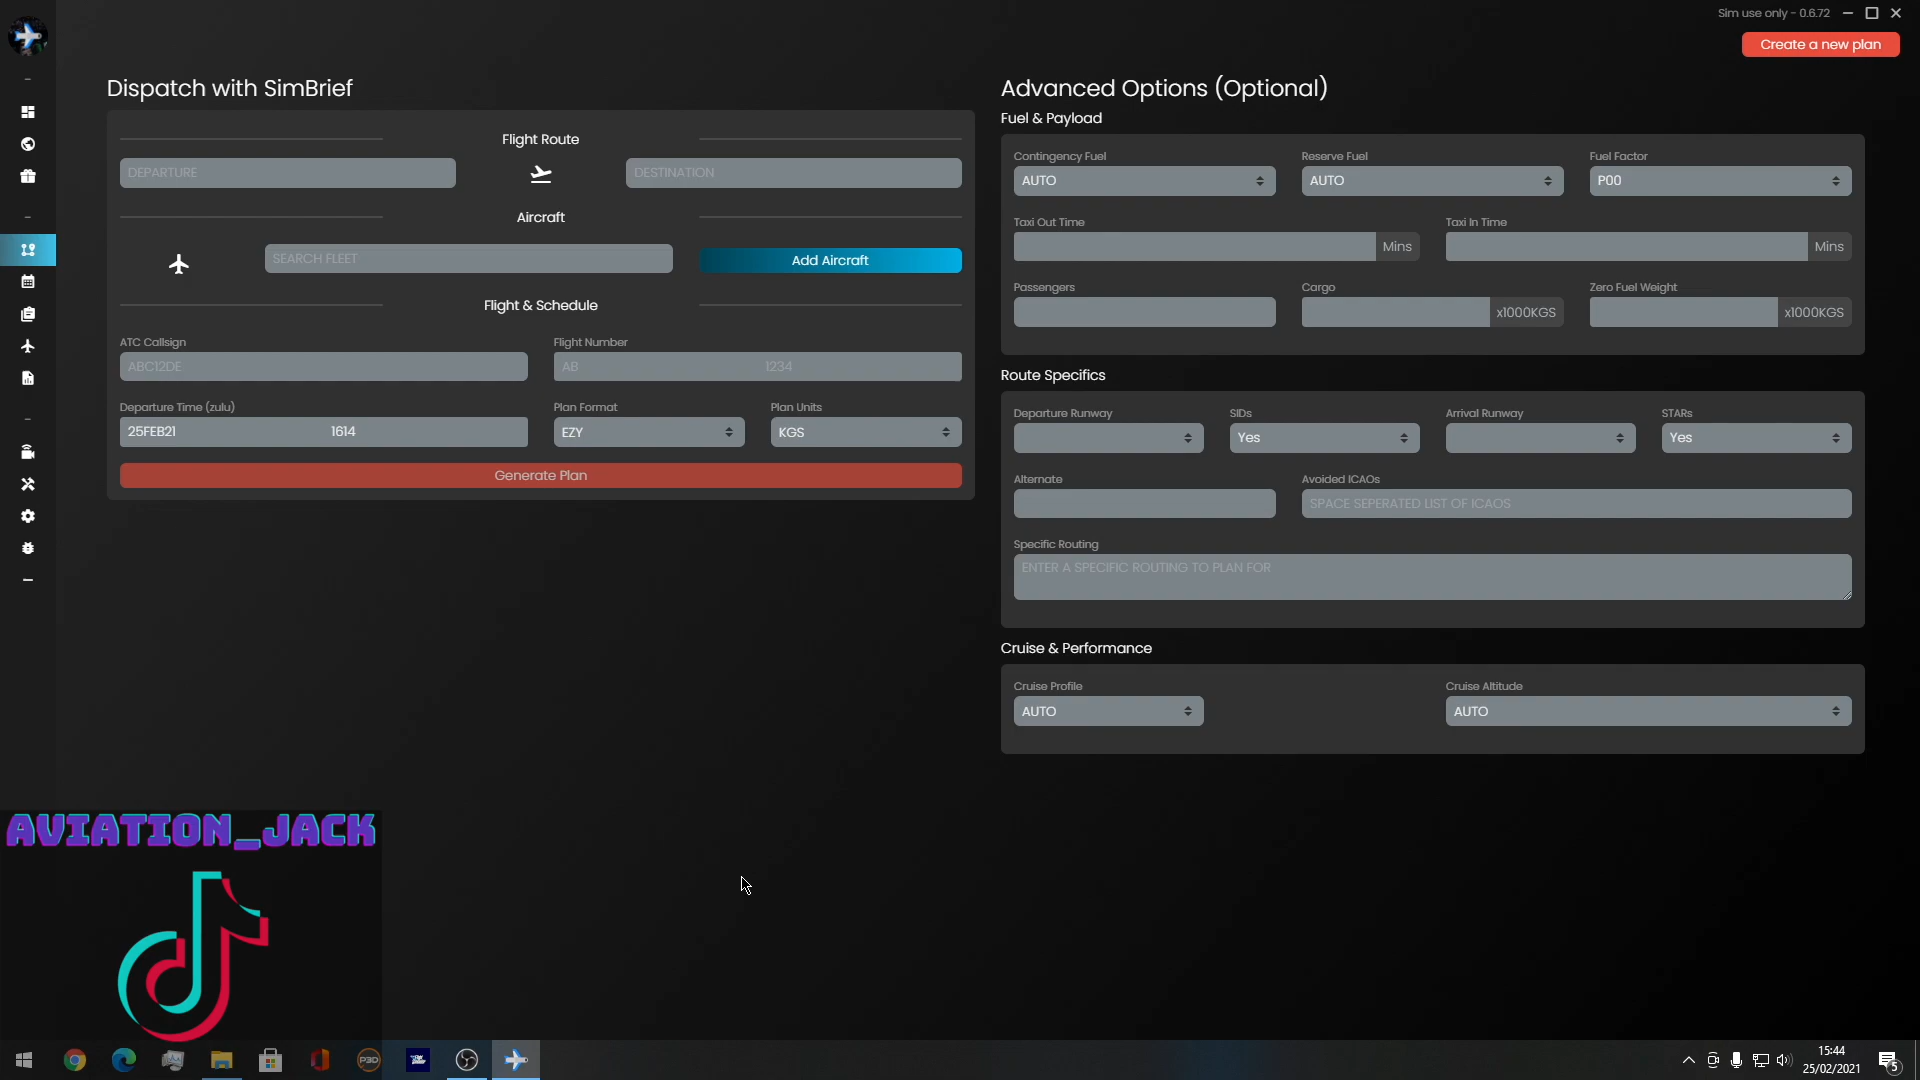 Sim use only - 0.6.72
Create a new plan
Dispatch with SimBrief
Flight Route
DEPARTURE
DESTINATION
Aircraft
SEARCH FLEET
Add Aircraft
Flight & Schedule
ATC Callsign
Flight Number
ABC12DE
AB 1234
Departure Time (zulu)
Plan Format
Plan Units
25FEB21 1614
EZY
KGS
Generate Plan
Advanced Options (Optional)
Fuel & Payload
Contingency Fuel
Reserve Fuel
Fuel Factor
AUTO
AUTO
P00
Taxi Out Time
Taxi In Time
Mins
Mins
Passengers
Cargo
Zero Fuel Weight
x1000KGS
x1000KGS
Route Specifics
Departure Runway
SIDs
Arrival Runway
STARs
Yes
Yes
Alternate
Avoided ICAOs
SPACE SEPERATED LIST OF ICAOS
Specific Routing
ENTER A SPECIFIC ROUTING TO PLAN FOR
Cruise & Performance
Cruise Profile
Cruise Altitude
AUTO
AUTO
AVIATION_JACK
P3D
15:44
25/02/2021
5